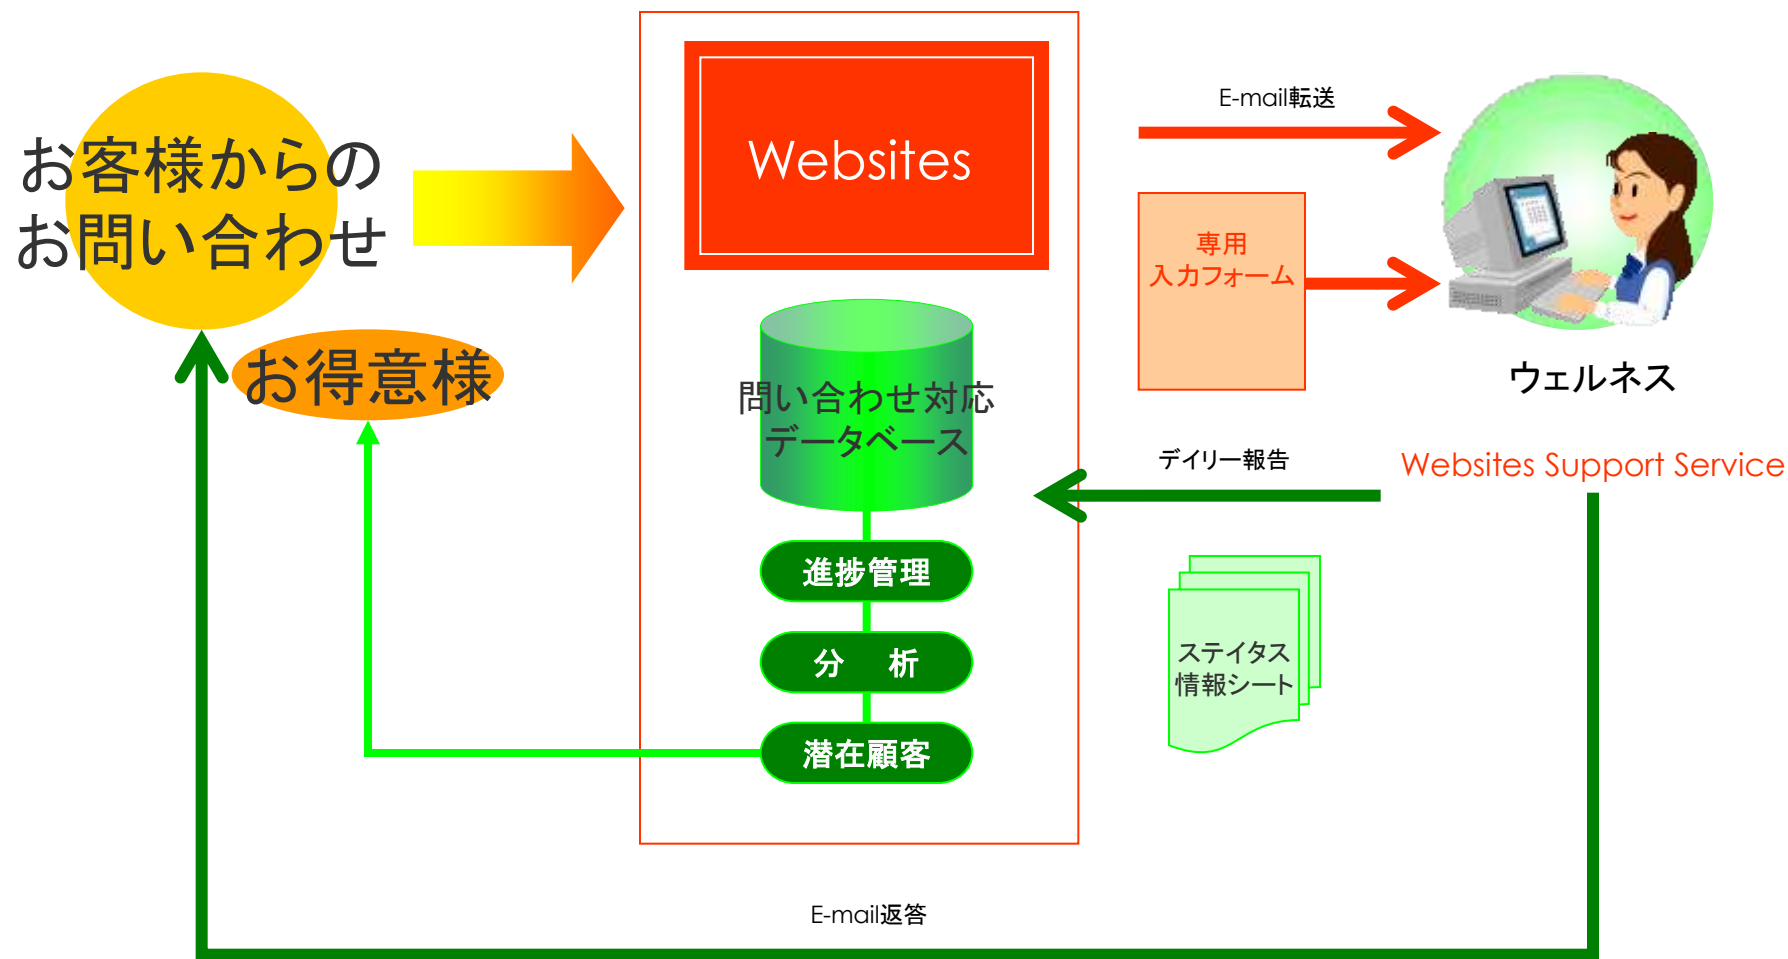 お客様からの
お問い合わせ
お得意様
Websites
問い合わせ対応
データベース
進捗管理
分　析
潜在顧客
E-mail転送
専用
入力フォーム
ウェルネス
Websites Support Service
デイリー報告
ステイタス
情報シート
E-mail返答